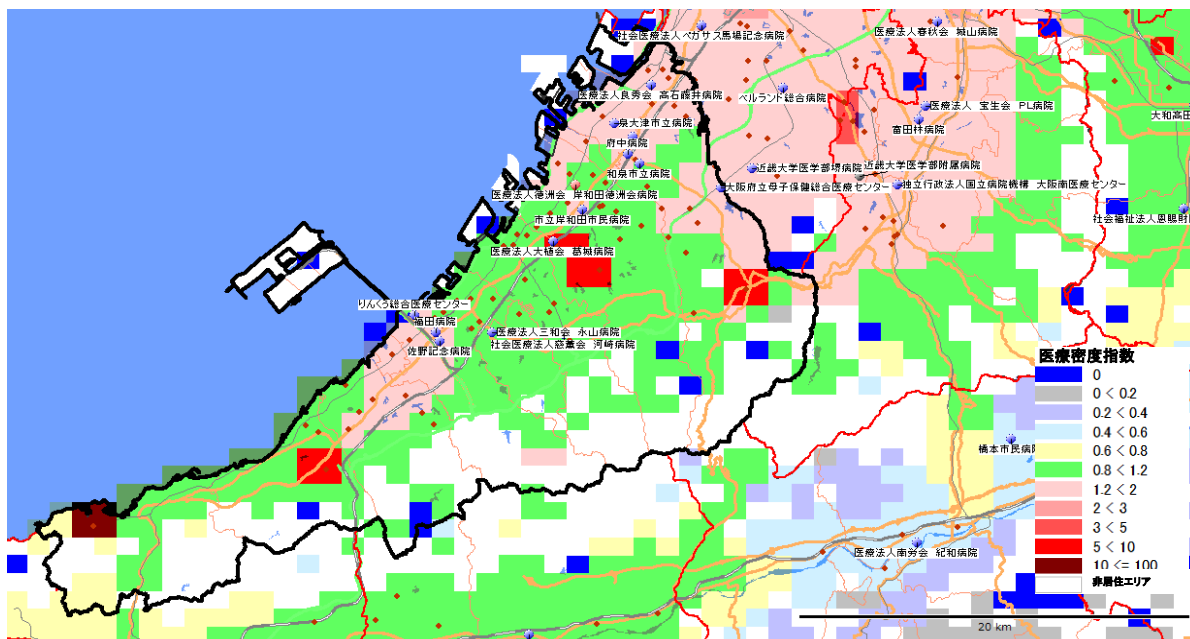 社会医療法人ペガサス馬場記念病院
医療法人春秋会 城山病院
医療法人良秀会 高石藤井病院
ベルランド総合病院
医療法人 宝生会 PL病院
大和高田
泉大津市立病院
富田林病院
府中病院
近畿大学医学部堺病院
近畿大学医学部附属病院
和泉市立病院
大阪府立母子保健総合医療センター
独立行政法人国立病院機構 大阪南医療センター
医療法人徳洲会 岸和田徳洲会病院
市立岸和田市民病院
社会福祉法人恩賜財団
医療法人大植会 葛城病院
りんくう総合医療センター
福田病院
医療法人三和会 永山病院
佐野記念病院
社会医療法人慈薫会 河崎病院
医療密度指数
0
0 < 0.2
0.2 < 0.4
0.4 < 0.6
0.6 < 0.8
0.8 < 1.2
1.2 < 2
2 < 3
3 < 5
5 < 10
10 <= 100
非居住エリア
橋本市民病院
医療法人南労会 紀和病院
20 km